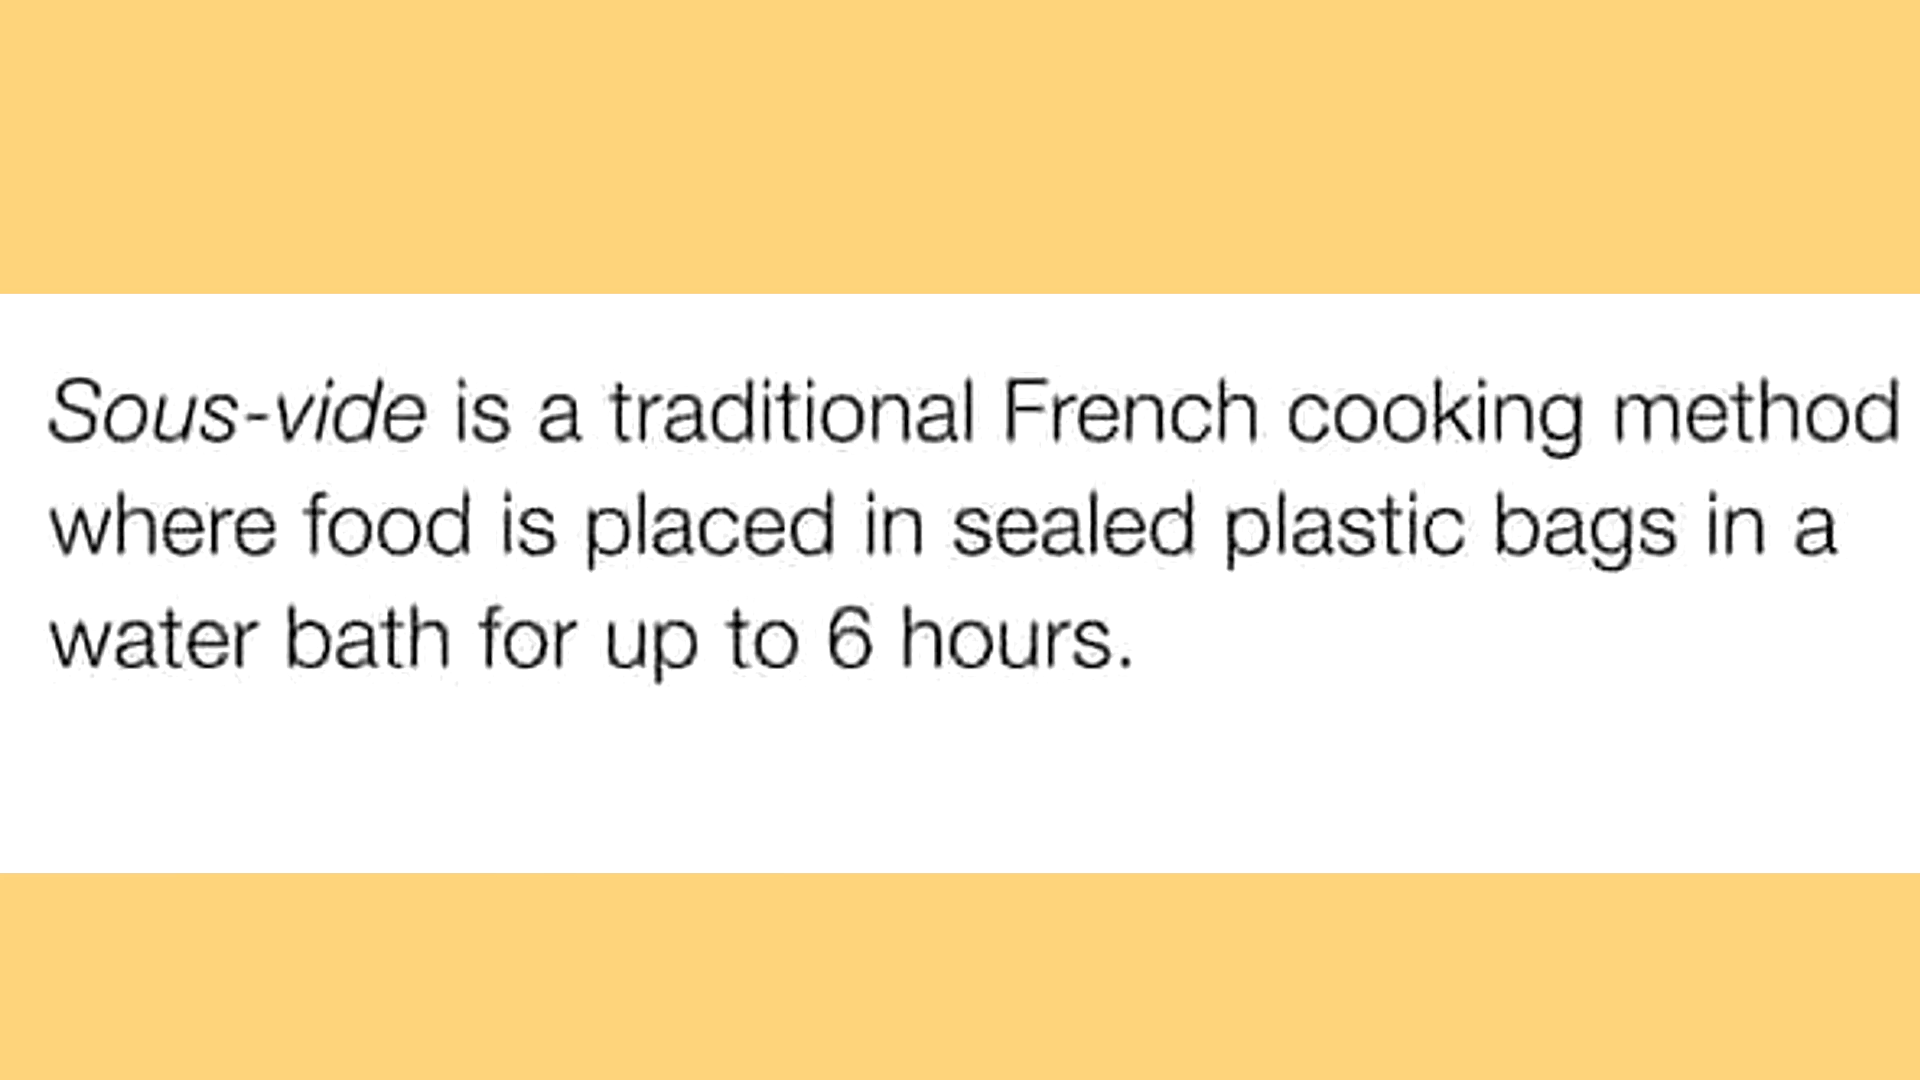 Sous-vide is a traditional French cooking method
where food is placed in sealed plastic bags in a
water bath for up to 6 hours.